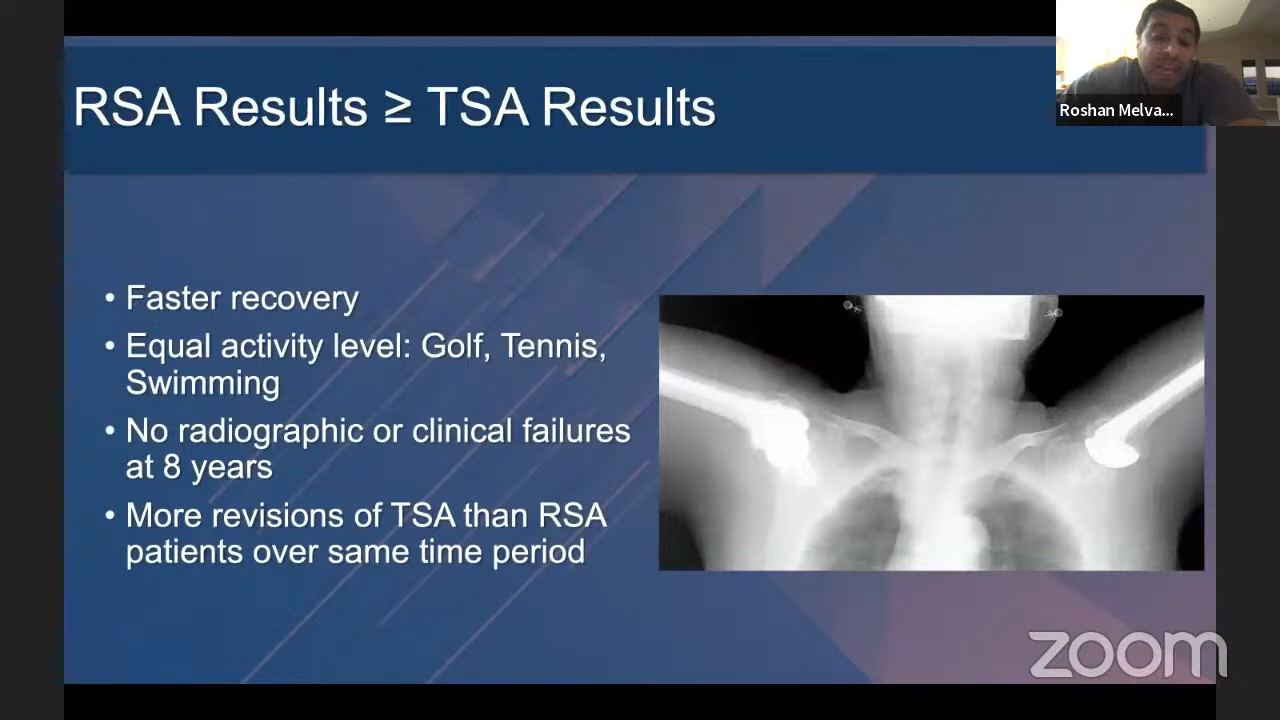 RSA Results ≥ TSA Results
Roshan Melva...
• Faster recovery
• Equal activity level: Golf, Tennis,
Swimming
• No radiographic or clinical failures
at 8 years
• More revisions of TSA than RSA
patients over same time period
zoom